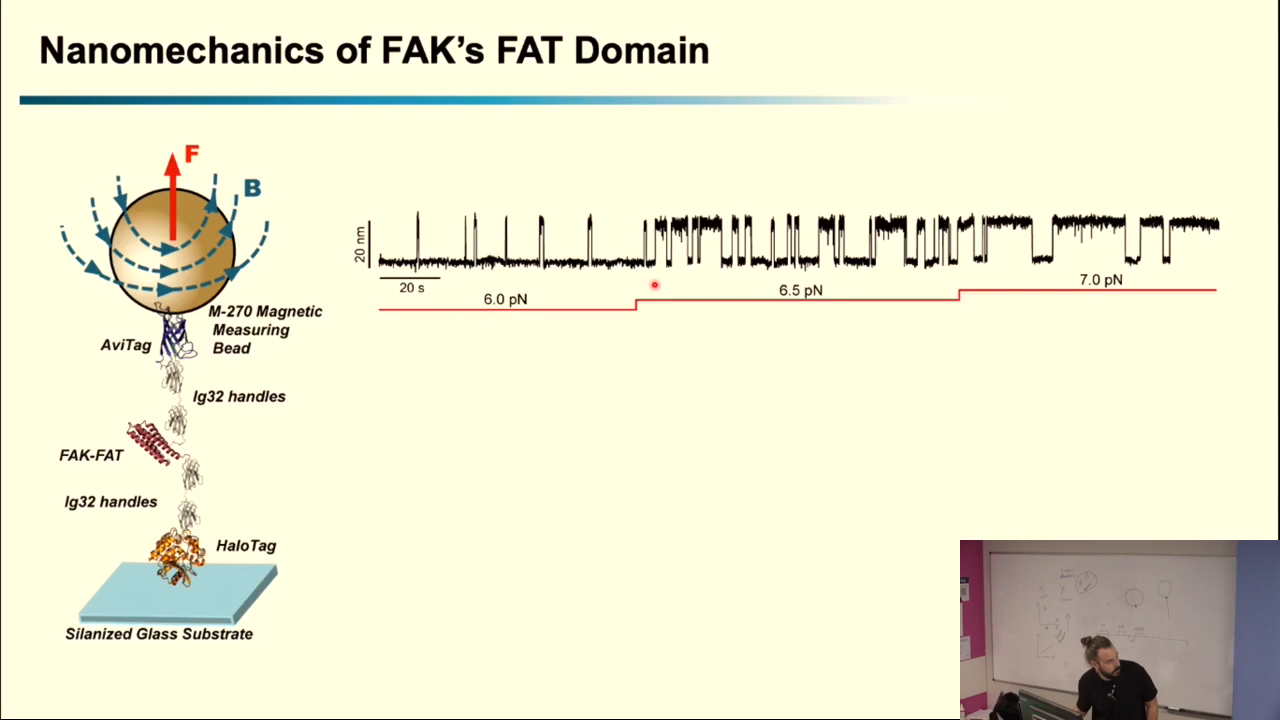 Nanomechanics of FAK's FAT Domain
F
B
M-270 Magnetic
Measuring
Bead
AviTag
Ig32 handles
FAK-FAT
Ig32 handles
HaloTag
Silanized Glass Substrate
20 nm
20 s
6.0 pN
6.5 pN
7.0 pN